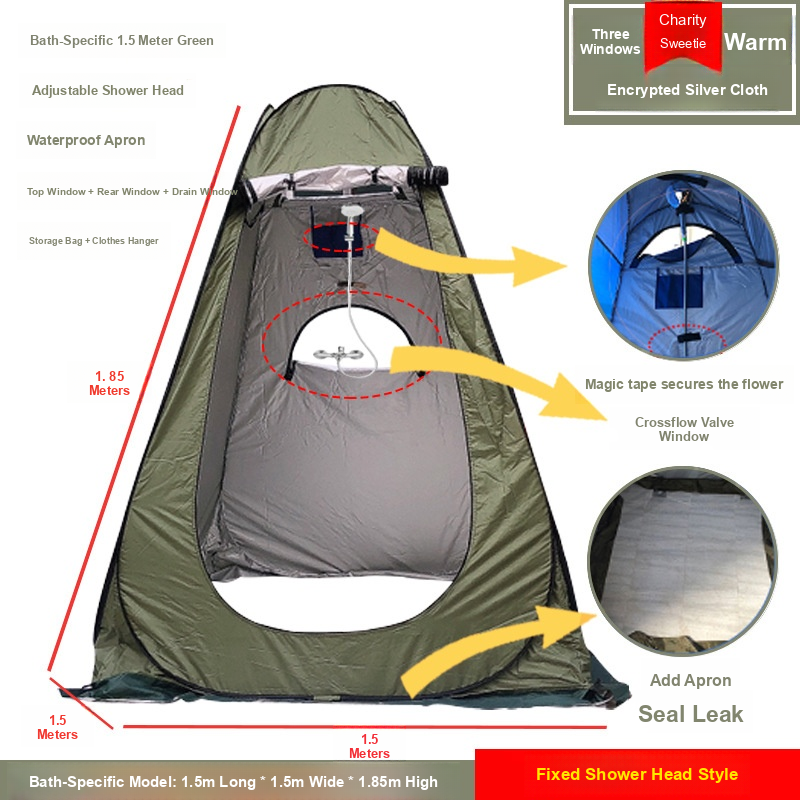 Bath-Specific 1.5 Meter Green
Adjustable Shower Head
Waterproof Apron
Top Window + Rear Window + Drain Window
Storage Bag + Clothes Hanger
Three
Windows
Charity
Sweetie
Warm
Encrypted Silver Cloth
1. 85
Meters
Magic tape secures the flower
Crossflow Valve
Window
Add Apron
Seal Leak
1.5
Meters
1.5
Meters
Bath-Specific Model: 1.5m Long * 1.5m Wide * 1.85m High
Fixed Shower Head Style